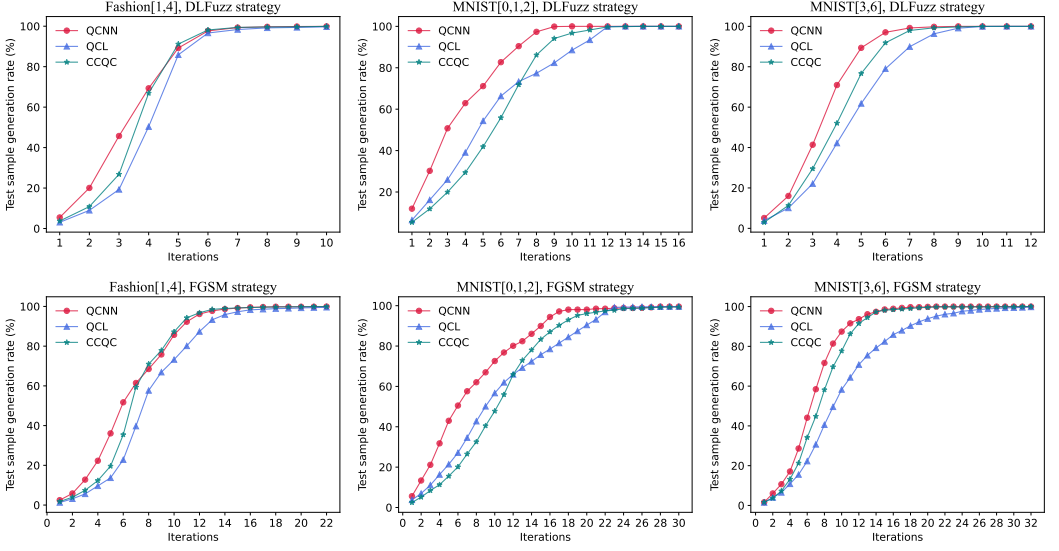 Fashion[1,4], DLFuzz strategy
Test sample generation rate (%)
100
80
60
40
20
0
QCNN
QCL
CCQC
1 2 3 4 5 6 7 8 9 10
Iterations
MNIST[0,1,2], DLFuzz strategy
Test sample generation rate (%)
100
80
60
40
20
QCNN
QCL
CCQC
1 2 3 4 5 6 7 8 9 10 11 12 13 14 15 16
Iterations
MNIST[3,6], DLFuzz strategy
Test sample generation rate (%)
100
80
60
40
20
0
QCNN
QCL
CCQC
1 2 3 4 5 6 7 8 9 10 11 12
Iterations
Fashion[1,4], FGSM strategy
Test sample generation rate (%)
100
80
60
40
20
0
QCNN
QCL
CCQC
0 2 4 6 8 10 12 14 16 18 20 22
Iterations
MNIST[0,1,2], FGSM strategy
Test sample generation rate (%)
100
80
60
40
20
0
QCNN
QCL
CCQC
0 2 4 6 8 10 12 14 16 18 20 22 24 26 28 30
Iterations
MNIST[3,6], FGSM strategy
Test sample generation rate (%)
100
80
60
40
20
0
QCNN
QCL
CCQC
0 2 4 6 8 10 12 14 16 18 20 22 24 26 28 30 32
Iterations